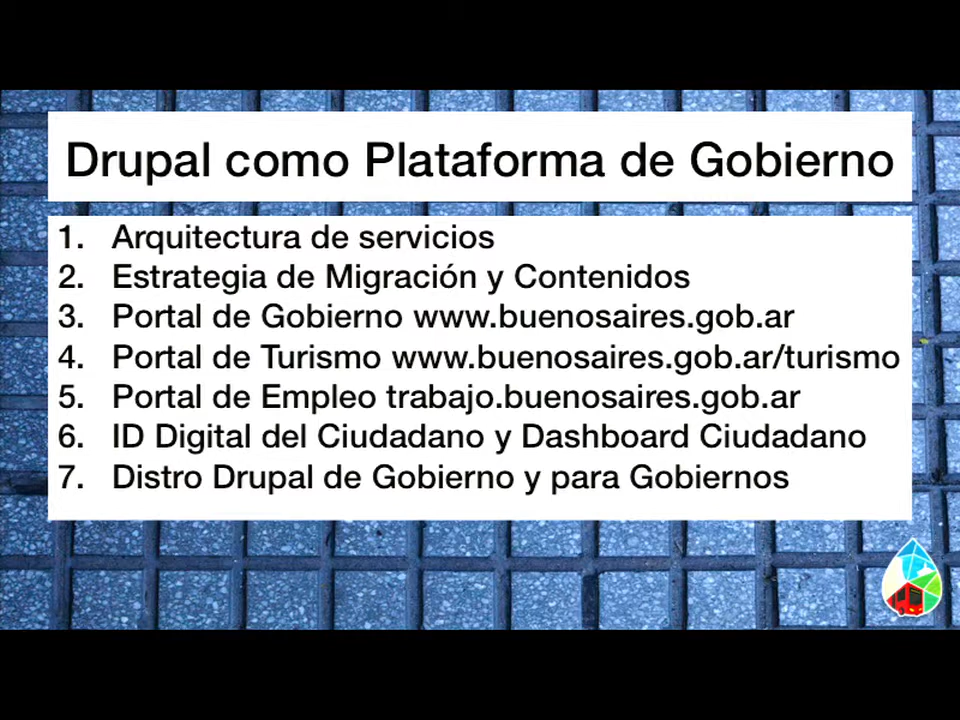 Drupal como Plataforma de Gobierno
1. Arquitectura de servicios
2. Estrategia de Migración y Contenidos
3. Portal de Gobierno www.buenosaires.gob.ar
4. Portal de Turismo www.buenosaires.gob.ar/turismo
5. Portal de Empleo trabajo.buenosaires.gob.ar
6. ID Digital del Ciudadano y Dashboard Ciudadano
7. Distro Drupal de Gobierno y para Gobiernos